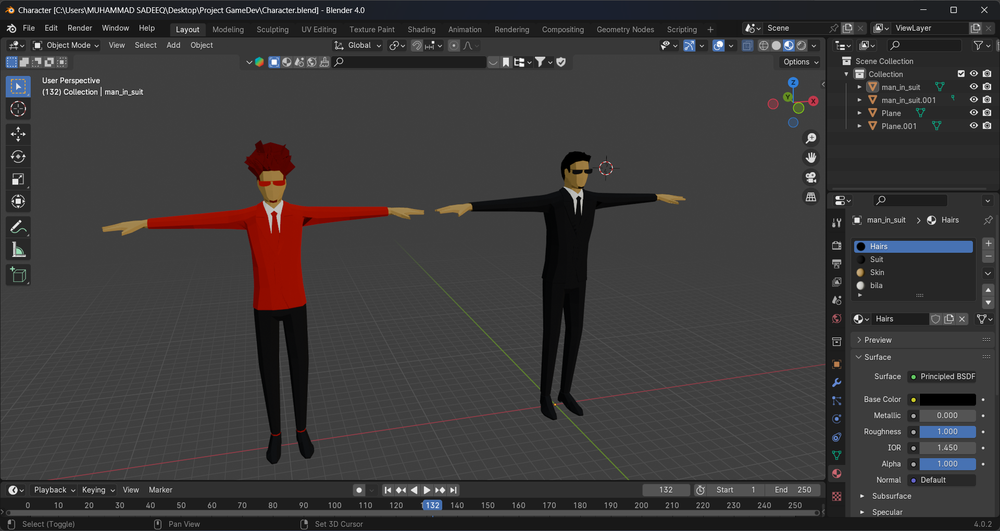 Character [C:\Users\MUHAMMAD SADEEQ\Desktop\Project GameDev\Character.blend] - Blender 4.0
File Edit Render Window Help Layout Modeling Sculpting UV Editing Texture Paint Shading Animation Rendering Compositing Geometry Nodes Scripting + Scene ViewLayer
Object Mode View Select Add Object Global
Options
User Perspective
(132) Collection | man_in_suit
Z
Y
X
Scene Collection
Collection
man_in_suit
man_in_suit.001
Plane
Plane.001
man_in_suit > Hairs
Hairs
Suit
Skin
bila
Hairs
Preview
Surface
Surface Principled BSDF
Base Color
Metallic 0.000
Roughness 1.000
IOR 1.450
Alpha 1.000
Normal Default
Subsurface
Specular
Playback Keying View Marker 132 Start 1 End 250
0 10 20 30 40 50 60 70 80 90 100 110 120 132 140 150 160 170 180 190 200 210 220 230 240 250
Select (Toggle) Pan View Set 3D Cursor 4.0.2